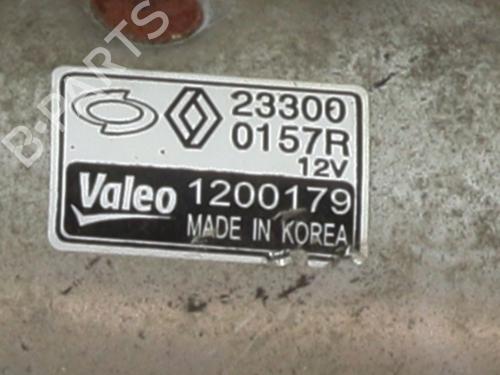 B-PARTS
23300
0157R
12V
Valeo 1200179
MADE IN KOREA